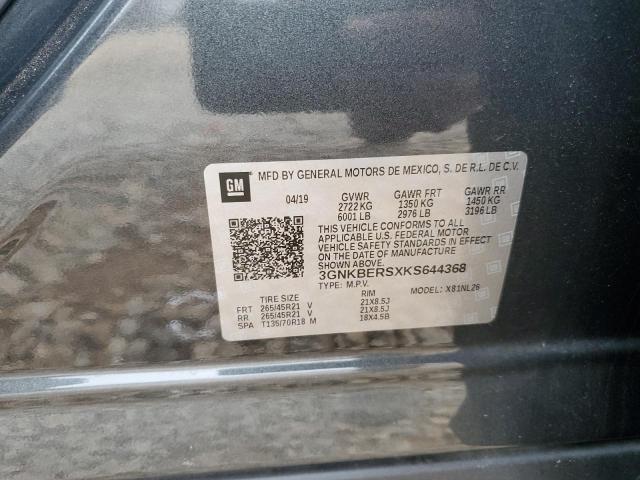 GM
MFD BY GENERAL MOTORS DE MEXICO, S. DE R.L. DE C.V.
04/19 GVWR GAWR FRT GAWR RR
2722 KG 1350 KG 1450 KG
6001 LB 2976 LB 3196 LB
THIS VEHICLE CONFORMS TO ALL
APPLICABLE U.S. FEDERAL MOTOR
VEHICLE SAFETY STANDARDS IN EFFECT
ON THE DATE OF MANUFACTURE
SHOWN ABOVE.
3GNKBERSXKS644368
TYPE: M.P.V. MODEL: X81NL26
TIRE SIZE RIM
FRT 265/45R21 V 21X8.5J
RR 265/45R21 V 21X8.5J
SPA T135/70R18 M 18X4.5B